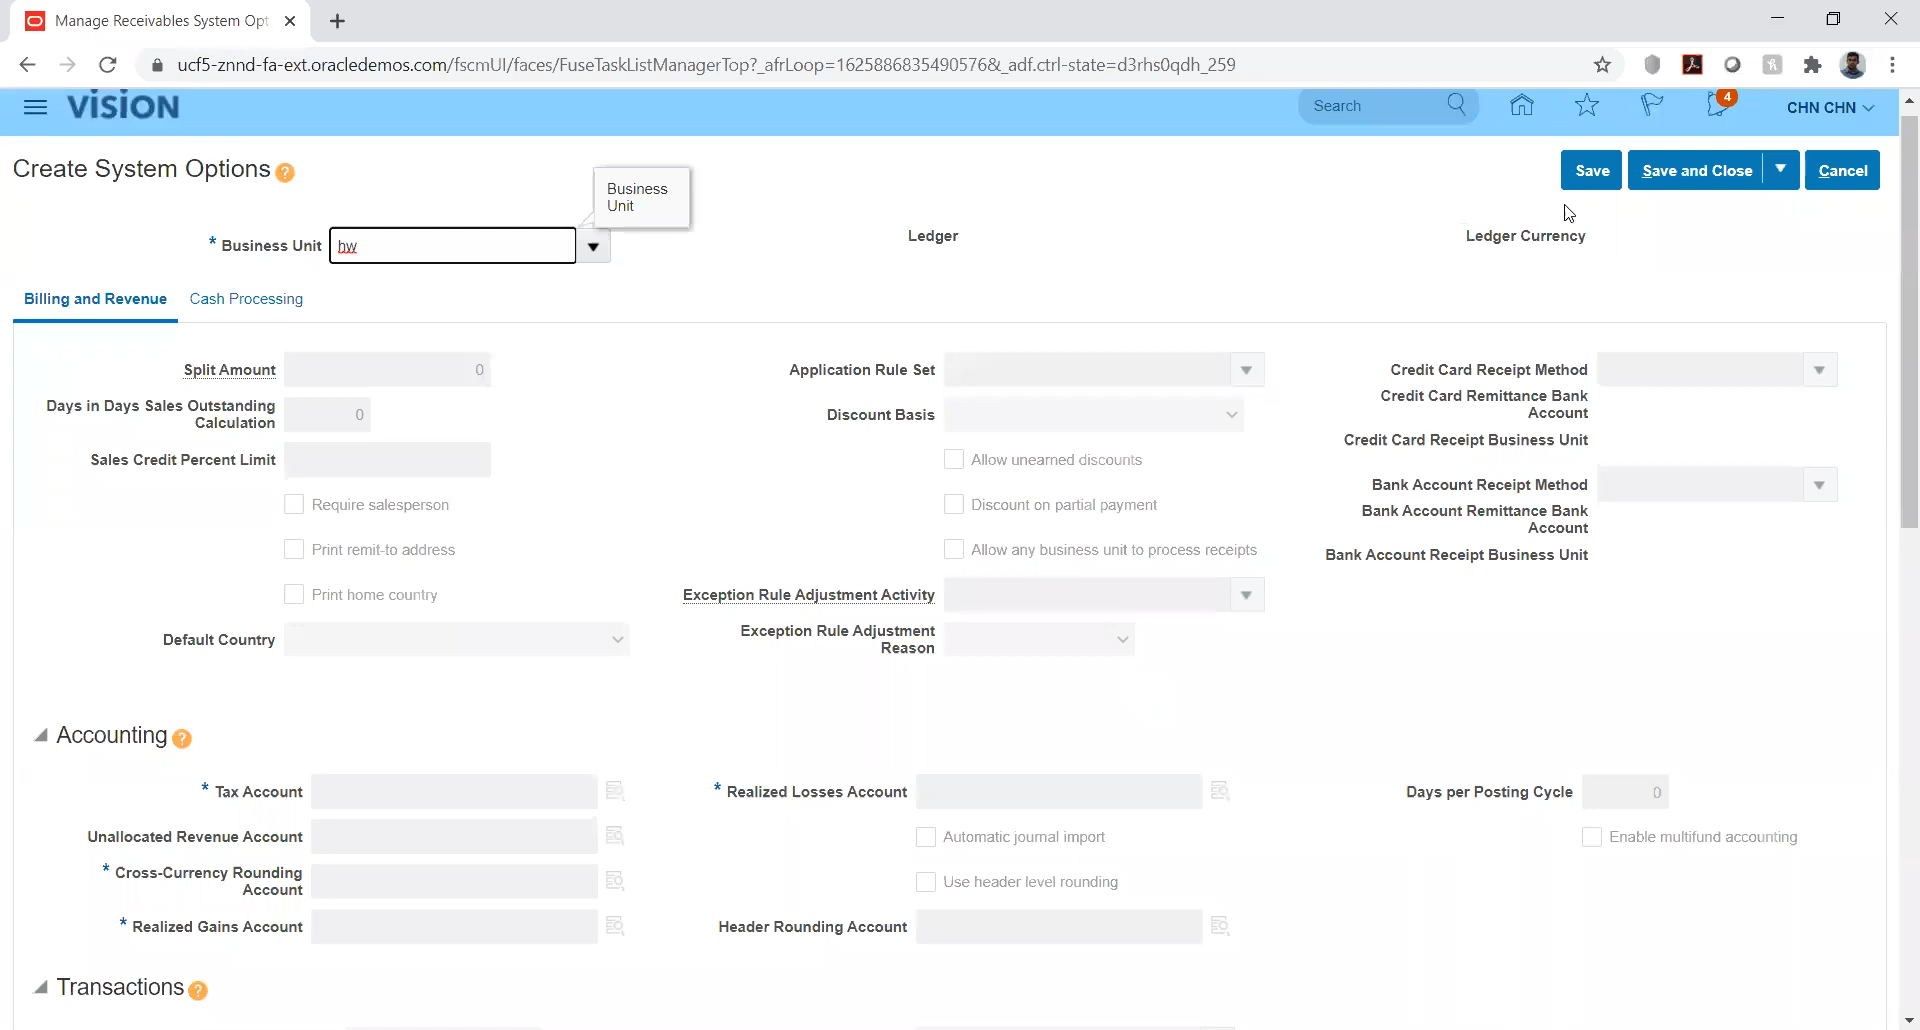 Manage Receivables System Opt
ucf5-znnd-fa-ext.oracledemos.com/fscmUI/faces/FuseTaskListManagerTop?_afrLoop=16258868354905768&_adf.ctrl-state=d3rhs0qdh_259
VISION
Search
4
CHN CHN
Create System Options
?
Save
Save and Close
Cancel
Business
Unit
* Business Unit
hw
Ledger
Ledger Currency
Billing and Revenue
Cash Processing
Split Amount
0
Application Rule Set
Credit Card Receipt Method
Days in Days Sales Outstanding
Calculation
0
Discount Basis
Credit Card Remittance Bank
Account
Credit Card Receipt Business Unit
Sales Credit Percent Limit
Allow unearned discounts
Bank Account Receipt Method
Require salesperson
Discount on partial payment
Bank Account Remittance Bank
Account
Print remit-to address
Allow any business unit to process receipts
Bank Account Receipt Business Unit
Print home country
Exception Rule Adjustment Activity
Default Country
Exception Rule Adjustment
Reason
Accounting
?
* Tax Account
* Realized Losses Account
Days per Posting Cycle
0
Unallocated Revenue Account
Automatic journal import
Enable multifund accounting
* Cross-Currency Rounding
Account
Use header level rounding
* Realized Gains Account
Header Rounding Account
Transactions
?